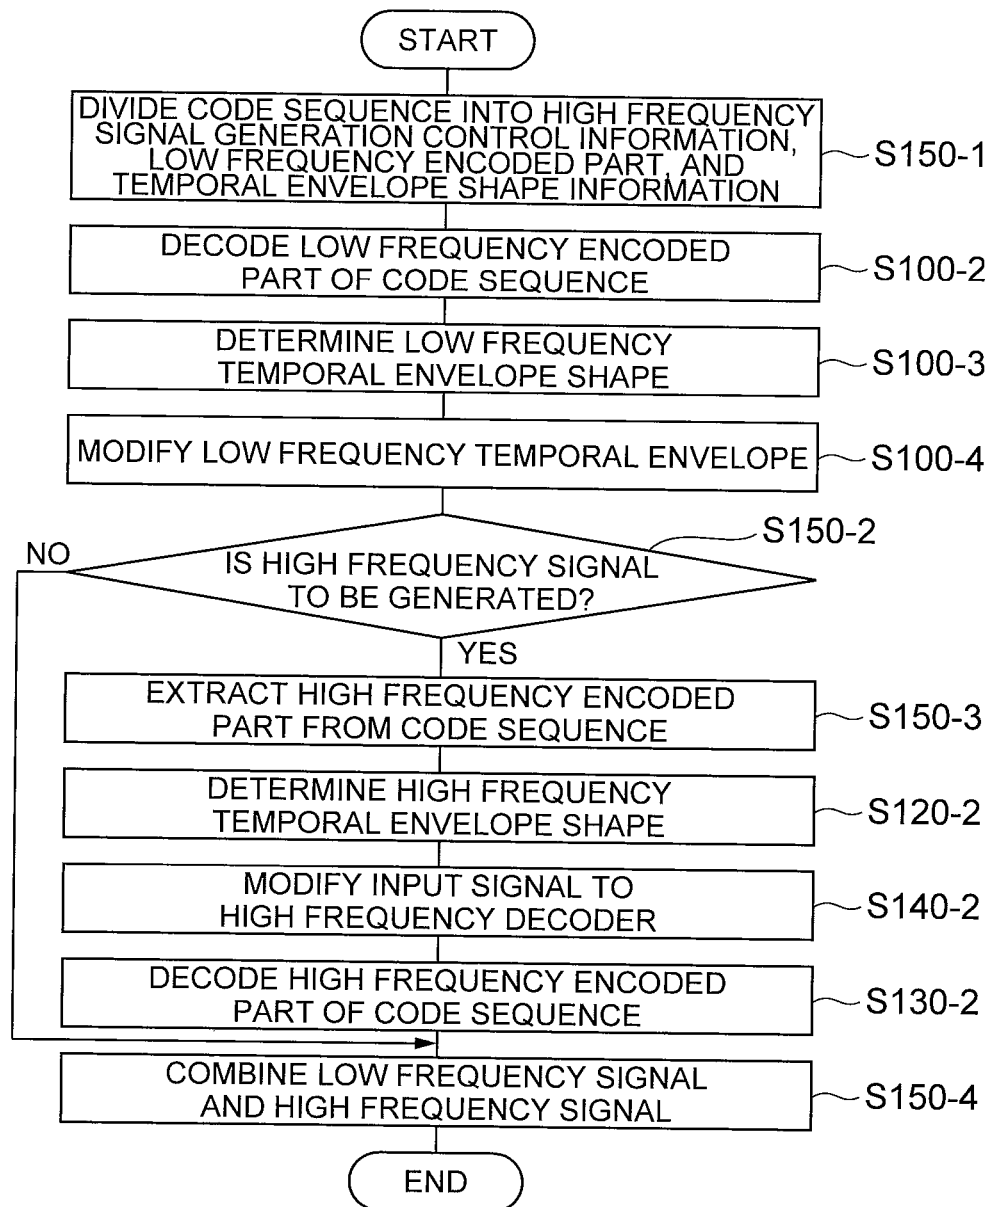 START
DIVIDE CODE SEQUENCE INTO HIGH FREQUENCY
SIGNAL GENERATION CONTROL INFORMATION,
LOW FREQUENCY ENCODED PART, AND
TEMPORAL ENVELOPE SHAPE INFORMATION
S150-1
DECODE LOW FREQUENCY ENCODED
PART OF CODE SEQUENCE
S100-2
DETERMINE LOW FREQUENCY
TEMPORAL ENVELOPE SHAPE
S100-3
MODIFY LOW FREQUENCY TEMPORAL ENVELOPE
S100-4
S150-2
NO
IS HIGH FREQUENCY SIGNAL
TO BE GENERATED?
YES
EXTRACT HIGH FREQUENCY ENCODED
PART FROM CODE SEQUENCE
S150-3
DETERMINE HIGH FREQUENCY
TEMPORAL ENVELOPE SHAPE
S120-2
MODIFY INPUT SIGNAL TO
HIGH FREQUENCY DECODER
S140-2
DECODE HIGH FREQUENCY ENCODED
PART OF CODE SEQUENCE
S130-2
COMBINE LOW FREQUENCY SIGNAL
AND HIGH FREQUENCY SIGNAL
S150-4
END